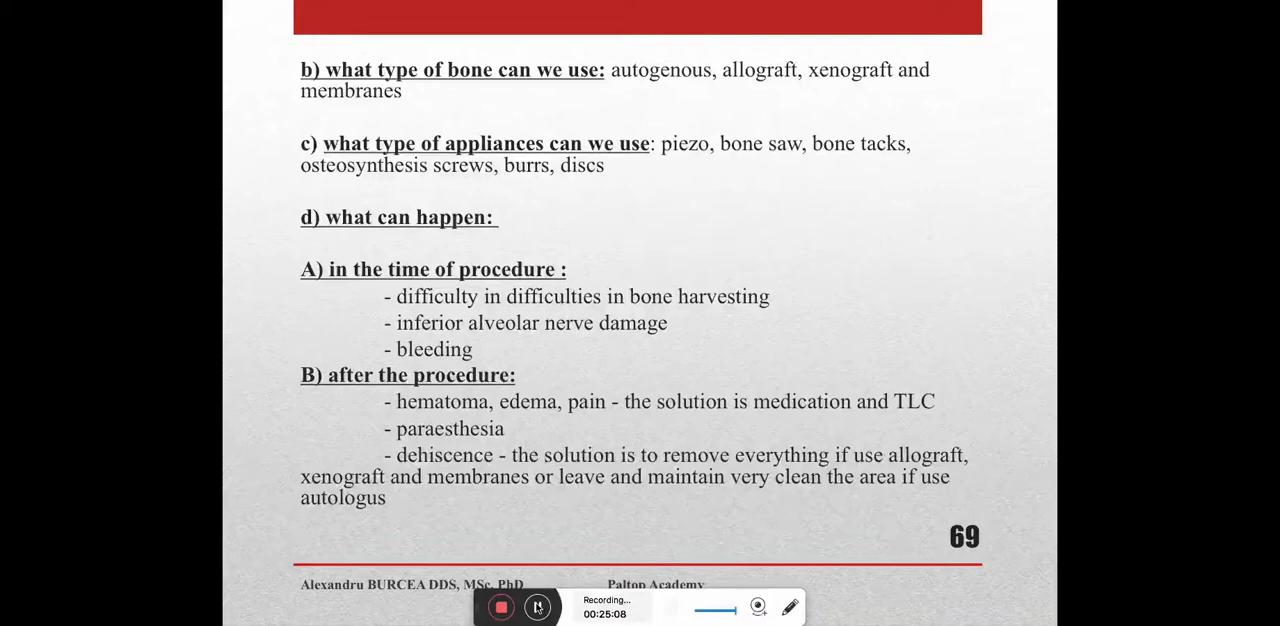 b) what type of bone can we use: autogenous, allograft, xenograft and
membranes
c) what type of appliances can we use: piezo, bone saw, bone tacks,
osteosynthesis screws, burrs, discs
d) what can happen:
A) in the time of procedure :
- difficulty in difficulties in bone harvesting
- inferior alveolar nerve damage
- bleeding
B) after the procedure:
- hematoma, edema, pain - the solution is medication and TLC
- paraesthesia
- dehiscence - the solution is to remove everything if use allograft,
xenograft and membranes or leave and maintain very clean the area if use
autologus
69
Alexandru BURCEA DDS, MSc, PhD Paltop Academy
Recording...
00:25:08